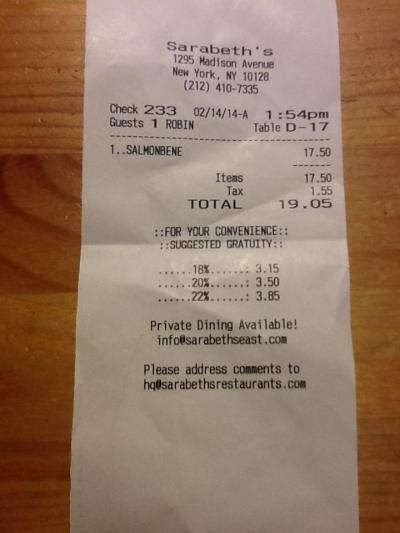 Sarabeth's
1295 Madison Avenue
New York, NY 10128
(212) 410-7335
Check 233 02/14/14-A 1:54pm
Guests 1 ROBIN Table D-17
1..SALMONBENE 17.50
Items 17.50
Tax 1.55
TOTAL 19.05
::FOR YOUR CONVENIENCE::
::SUGGESTED GRATUITY::
......18%......: 3.15
......20%......: 3.50
......22%......: 3.85
Private Dining Available!
info@sarabethseast.com
Please address comments to
hq@sarabethsrestaurants.com